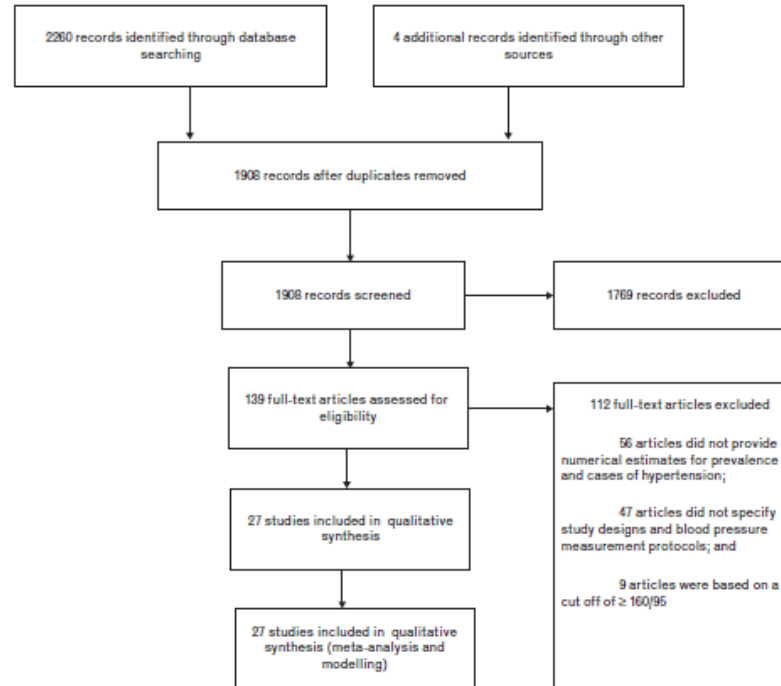 2260 records identified through database
searching
4 additional records identified through other
sources
1908 records after duplicates removed
1908 records screened
1769 records excluded
139 full-text articles assessed for
eligibility
112 full-text articles excluded
56 articles did not provide
numerical estimates for prevalence
and cases of hypertension;
47 articles did not specify
study designs and blood pressure
measurement protocols; and
9 articles were based on a
cut off of ≥ 160/95
27 studies included in qualitative
synthesis
27 studies included in qualitative
synthesis (meta-analysis and
modelling)